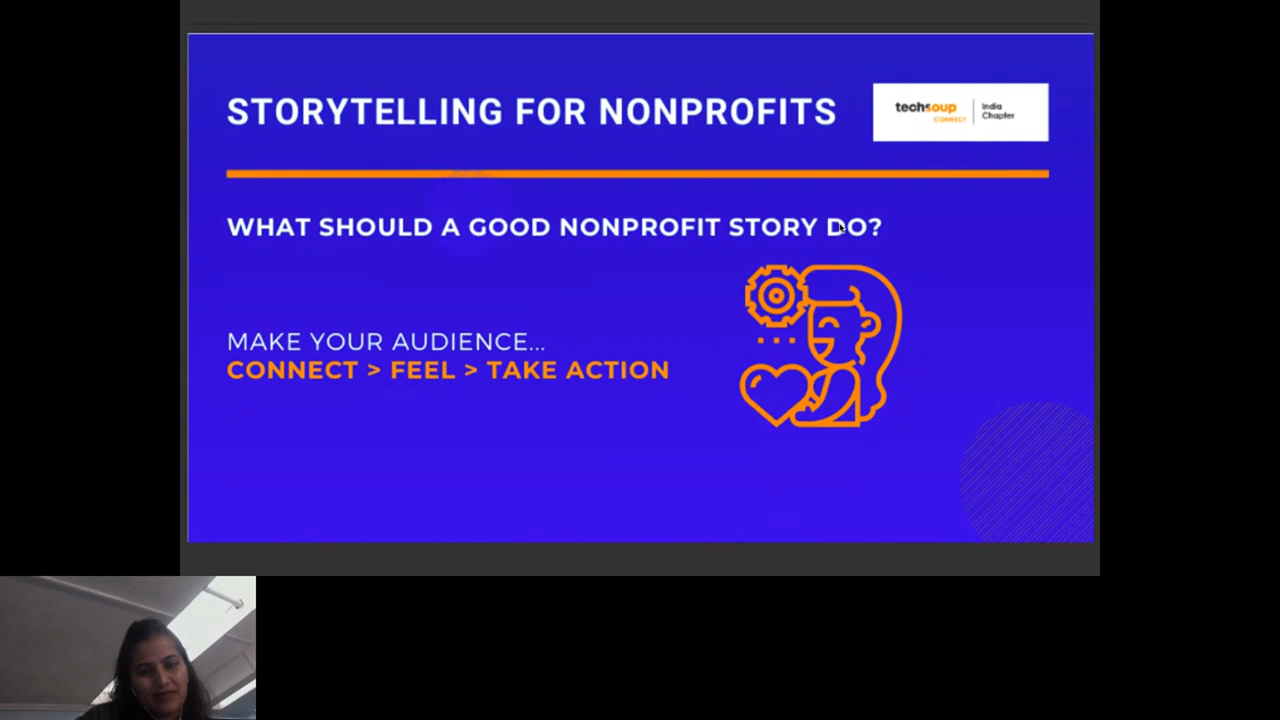 STORYTELLING FOR NONPROFITS
techsoup
CONNECT
India
Chapter
WHAT SHOULD A GOOD NONPROFIT STORY DO?
MAKE YOUR AUDIENCE...
CONNECT > FEEL > TAKE ACTION